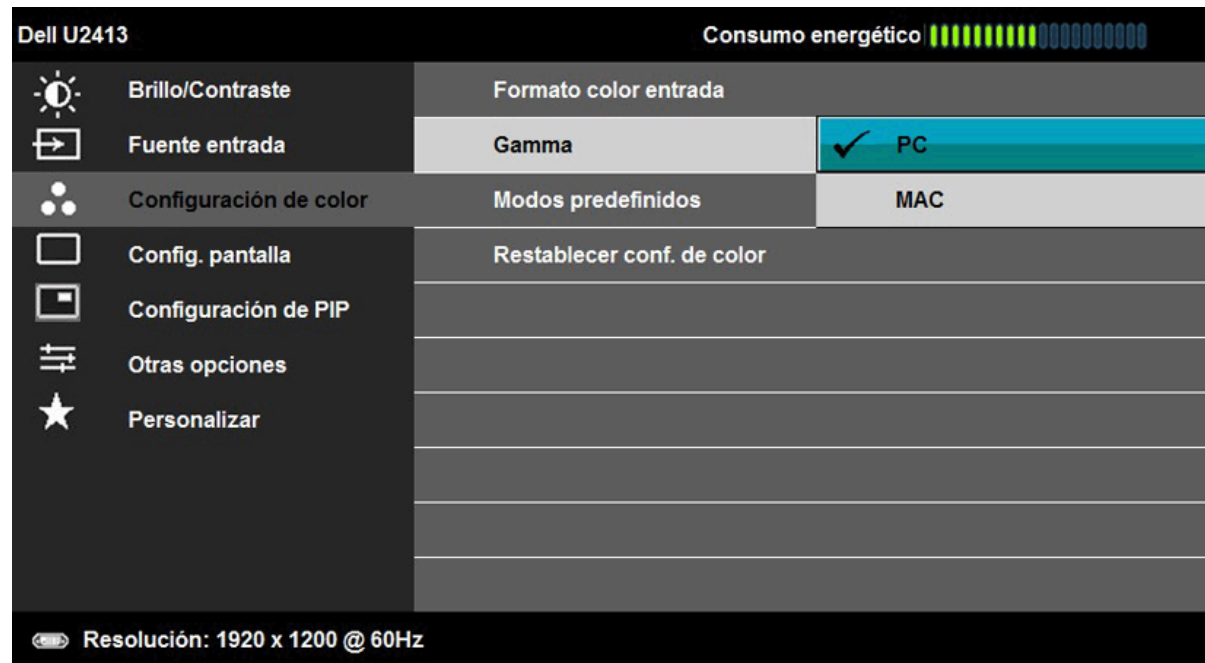 Dell U2413 Consumo energético
Brillo/Contraste Formato color entrada
Fuente entrada Gamma PC
Configuración de color Modos predefinidos MAC
Config. pantalla Restablecer conf. de color
Configuración de PIP
Otras opciones
Personalizar
Resolución: 1920 x 1200 @ 60Hz